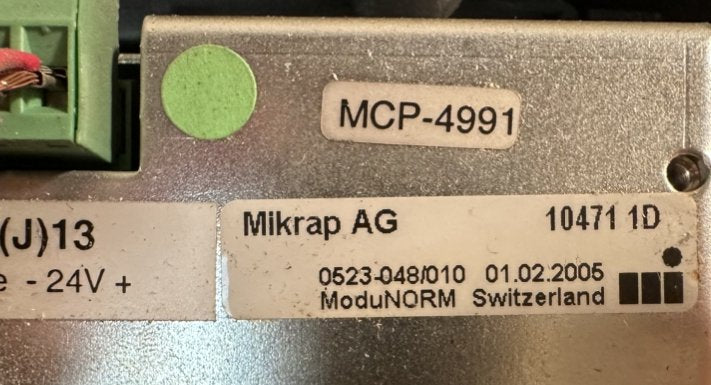 MCP-4991
(J)13
e - 24V +
Mikrap AG 10471 1D
0523-048/010 01.02.2005
ModuNORM Switzerland